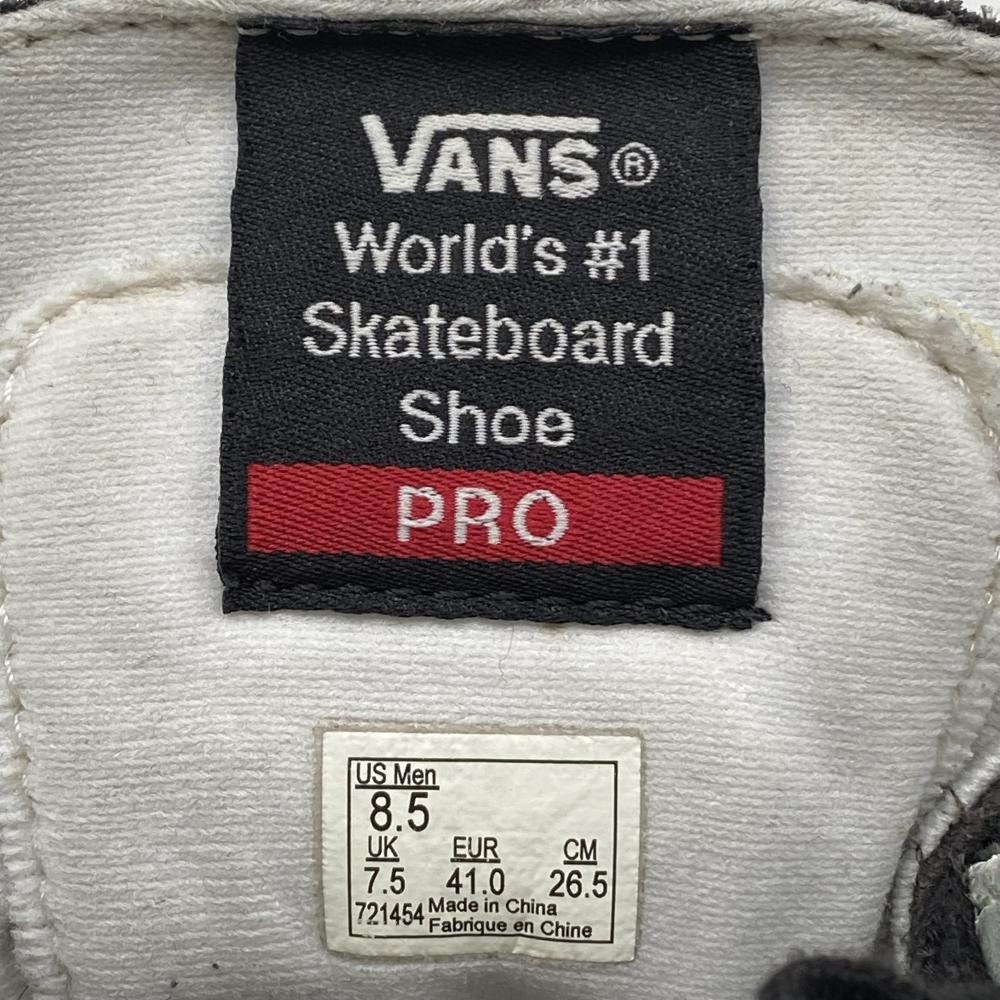 VANS®
World's #1
Skateboard
Shoe
PRO
US Men
8.5
UK EUR CM
7.5 41.0 26.5
721454 Made in China
Fabrique en Chine